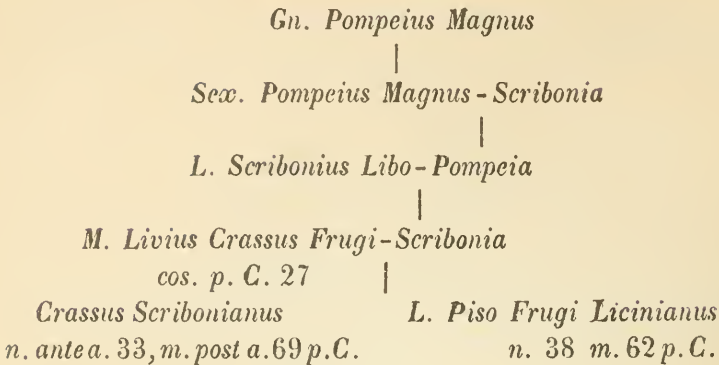 Gn. Pompeius Magnus
Sex. Pompeius Magnus-Scribonia
L. Scribonius Libo-Pompeia
M. Livius Crassus Frugi-Scribonia
cos. p. C. 27
Crassus Scribonianus L. Piso Frugi Licinianus
n. ante a. 33, m. post a. 69 p. C. n. 38 m. 62 p. C.